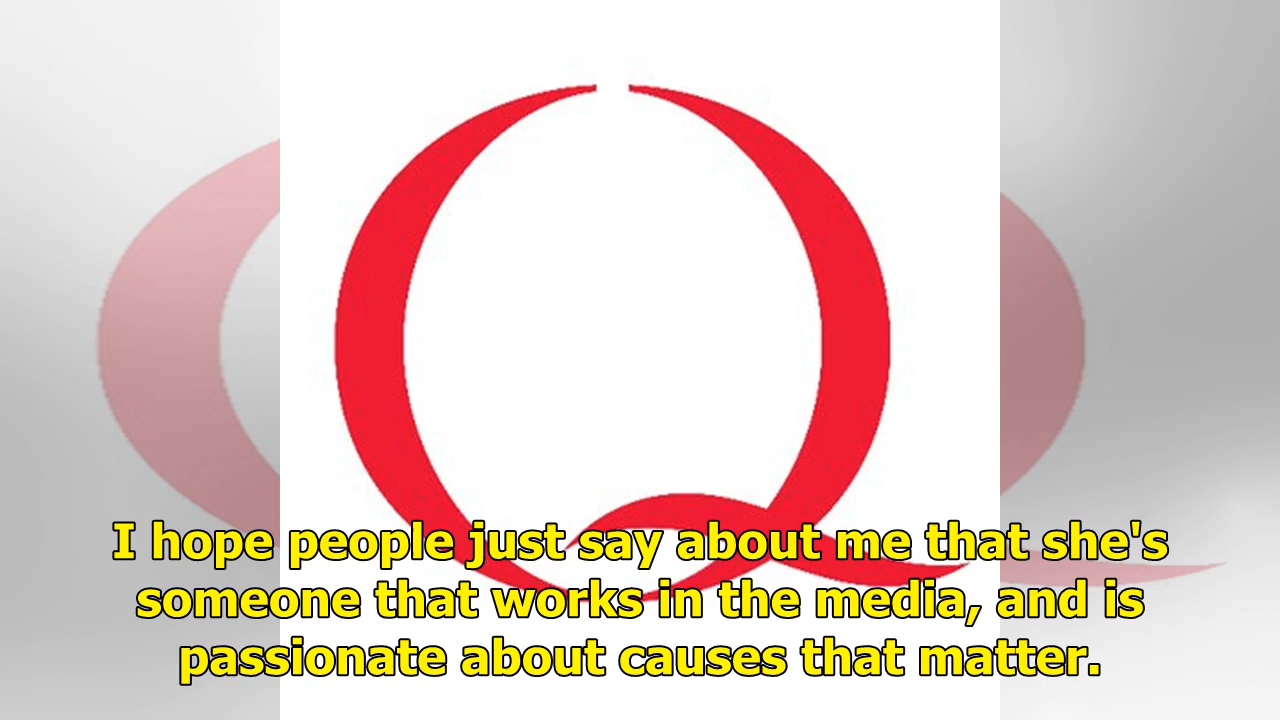 Q
I hope people just say about me that she's
someone that works in the media, and is
passionate about causes that matter.